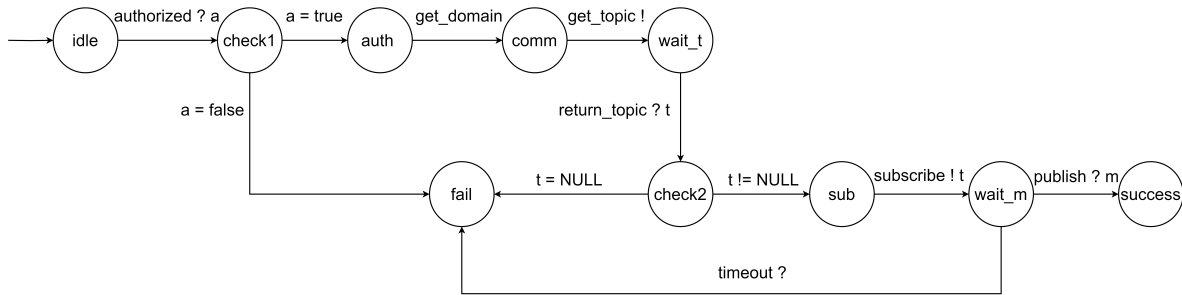 authorized ? a
a = true
get_domain
get_topic !
idle
check1
auth
comm
wait_t
a = false
return_topic ? t
t = NULL
t != NULL
subscribe ! t
publish ? m
fail
check2
sub
wait_m
success
timeout ?